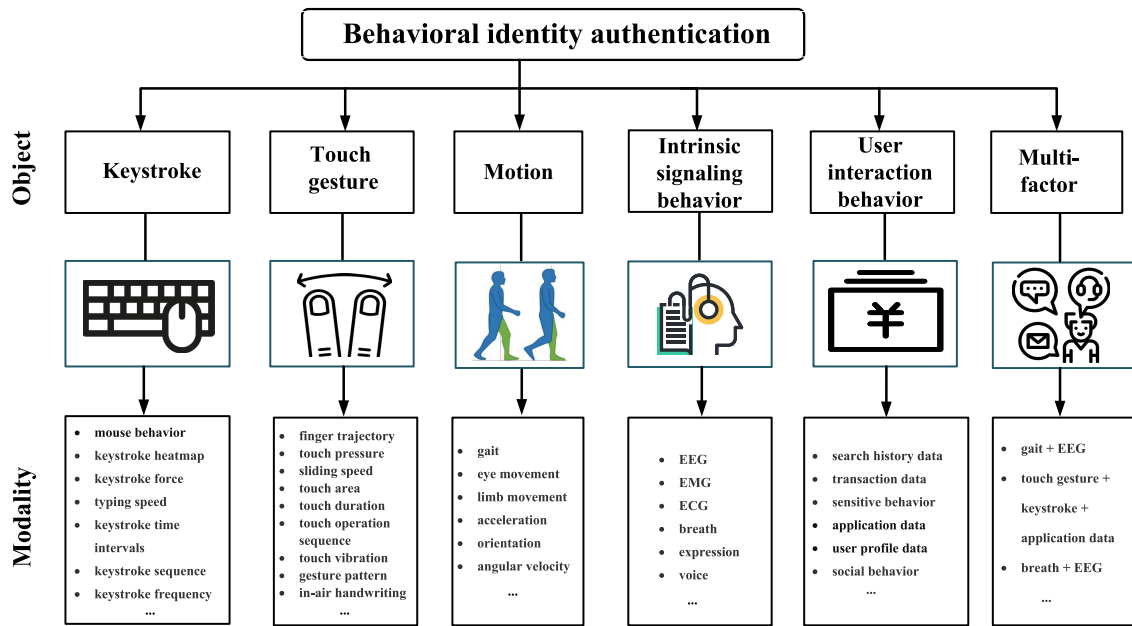 Behavioral identity authentication
Object
Keystroke
Touch
gesture
Motion
Intrinsic
signaling
behavior
User
interaction
behavior
Multi-
factor
¥
Modality
• mouse behavior
• keystroke heatmap
• keystroke force
• typing speed
• keystroke time
intervals
• keystroke sequence
• keystroke frequency
...
• finger trajectory
• touch pressure
• sliding speed
• touch area
• touch duration
• touch operation
sequence
• touch vibration
• gesture pattern
• in-air handwriting
...
• gait
• eye movement
• limb movement
• acceleration
• orientation
• angular velocity
...
• EEG
• EMG
• ECG
• breath
• expression
• voice
...
• search history data
• transaction data
• sensitive behavior
• application data
• user profile data
• social behavior
...
• gait + EEG
• touch gesture +
keystroke +
application data
• breath + EEG
...